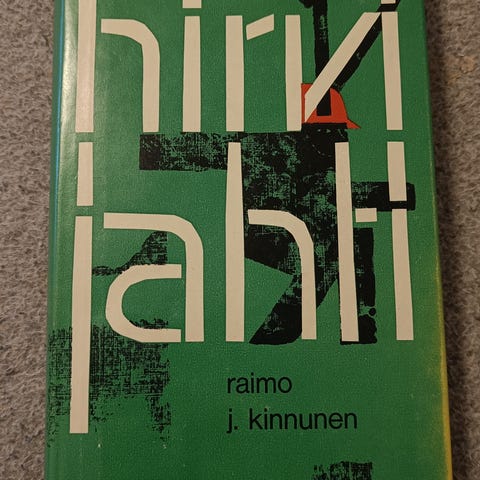 hirvi
jahti
raimo
j. kinnunen